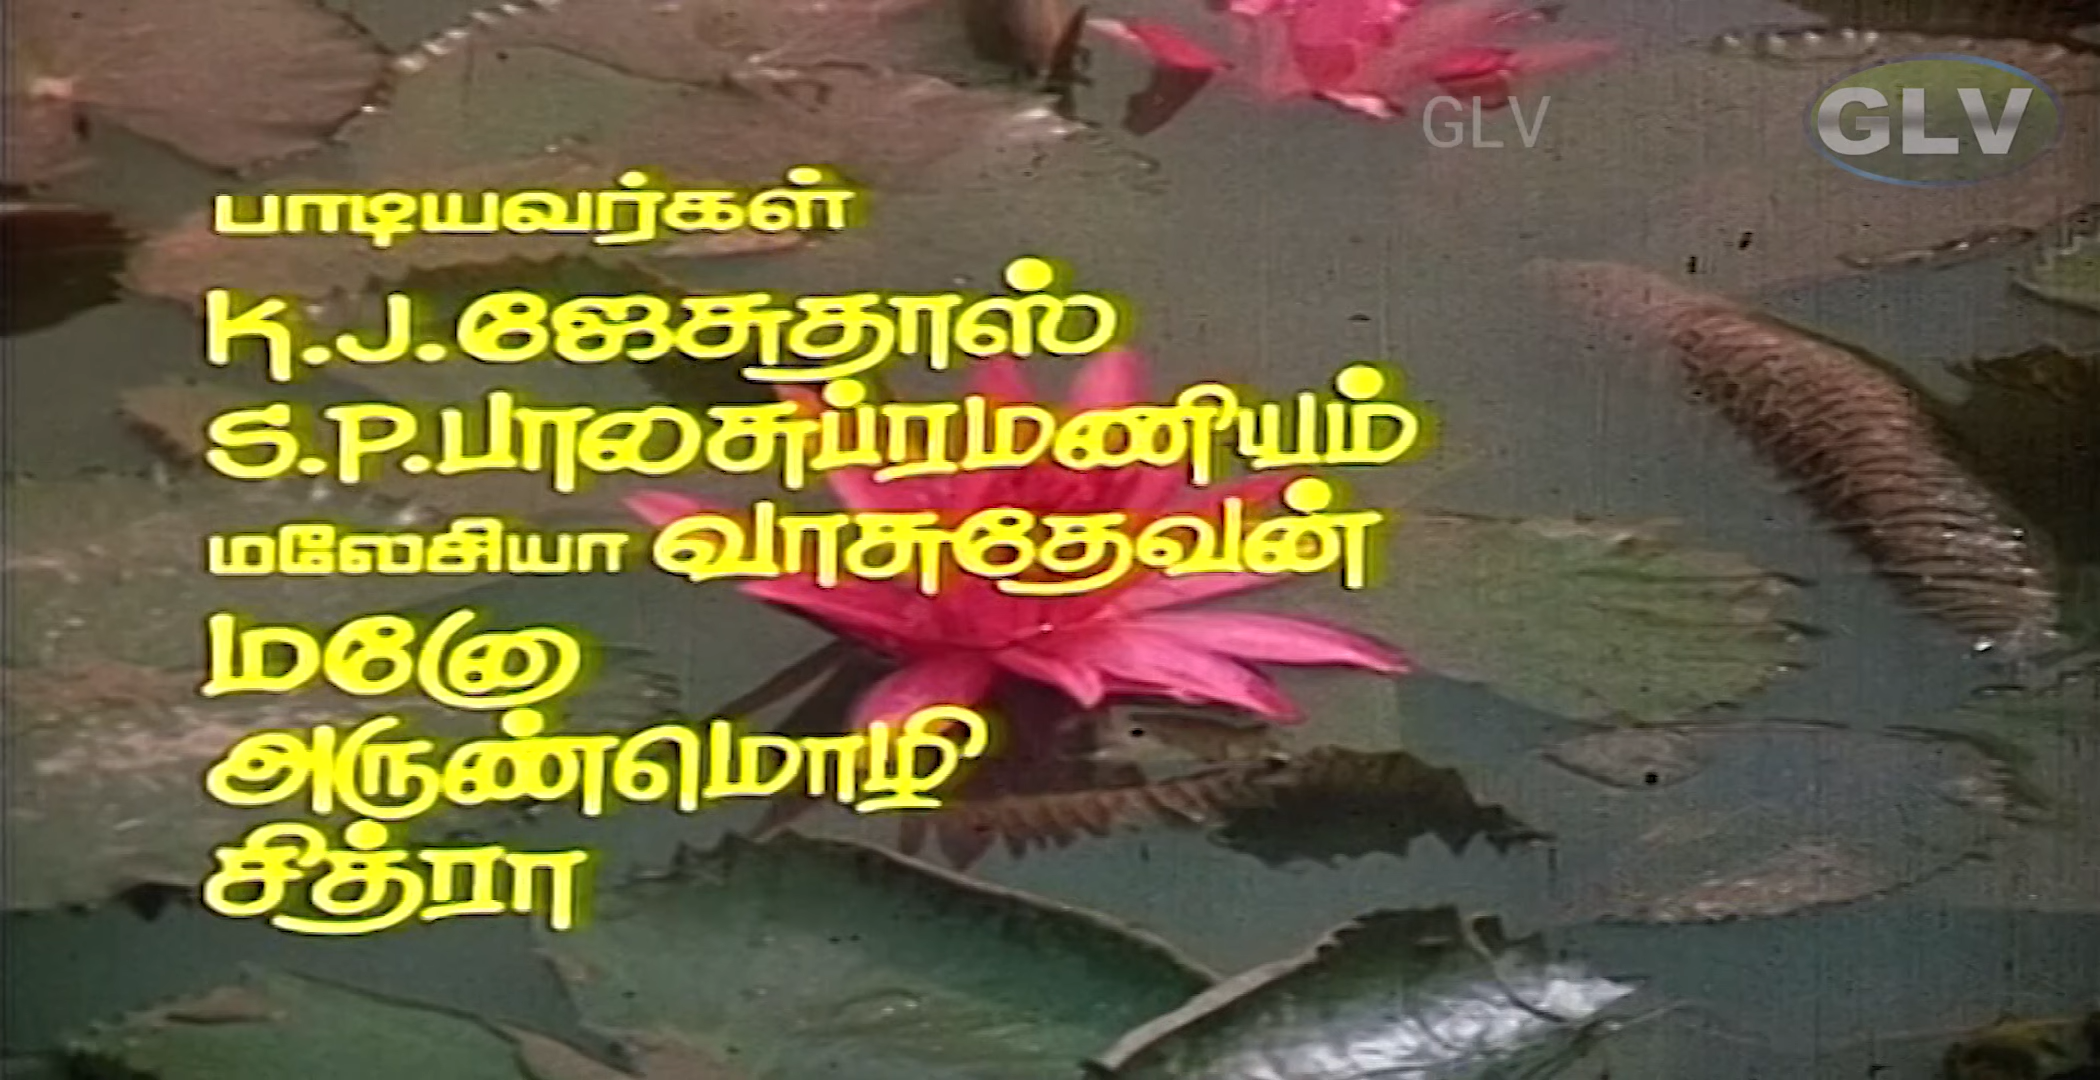 GLV
GLV
பாடியவர்கள்
K.J.ஜேசுதாஸ்
S.P.பாலசுப்ரமணியம்
மலேசியா வாசுதேவன்
மனோ
அருண்மொழி
சித்ரா